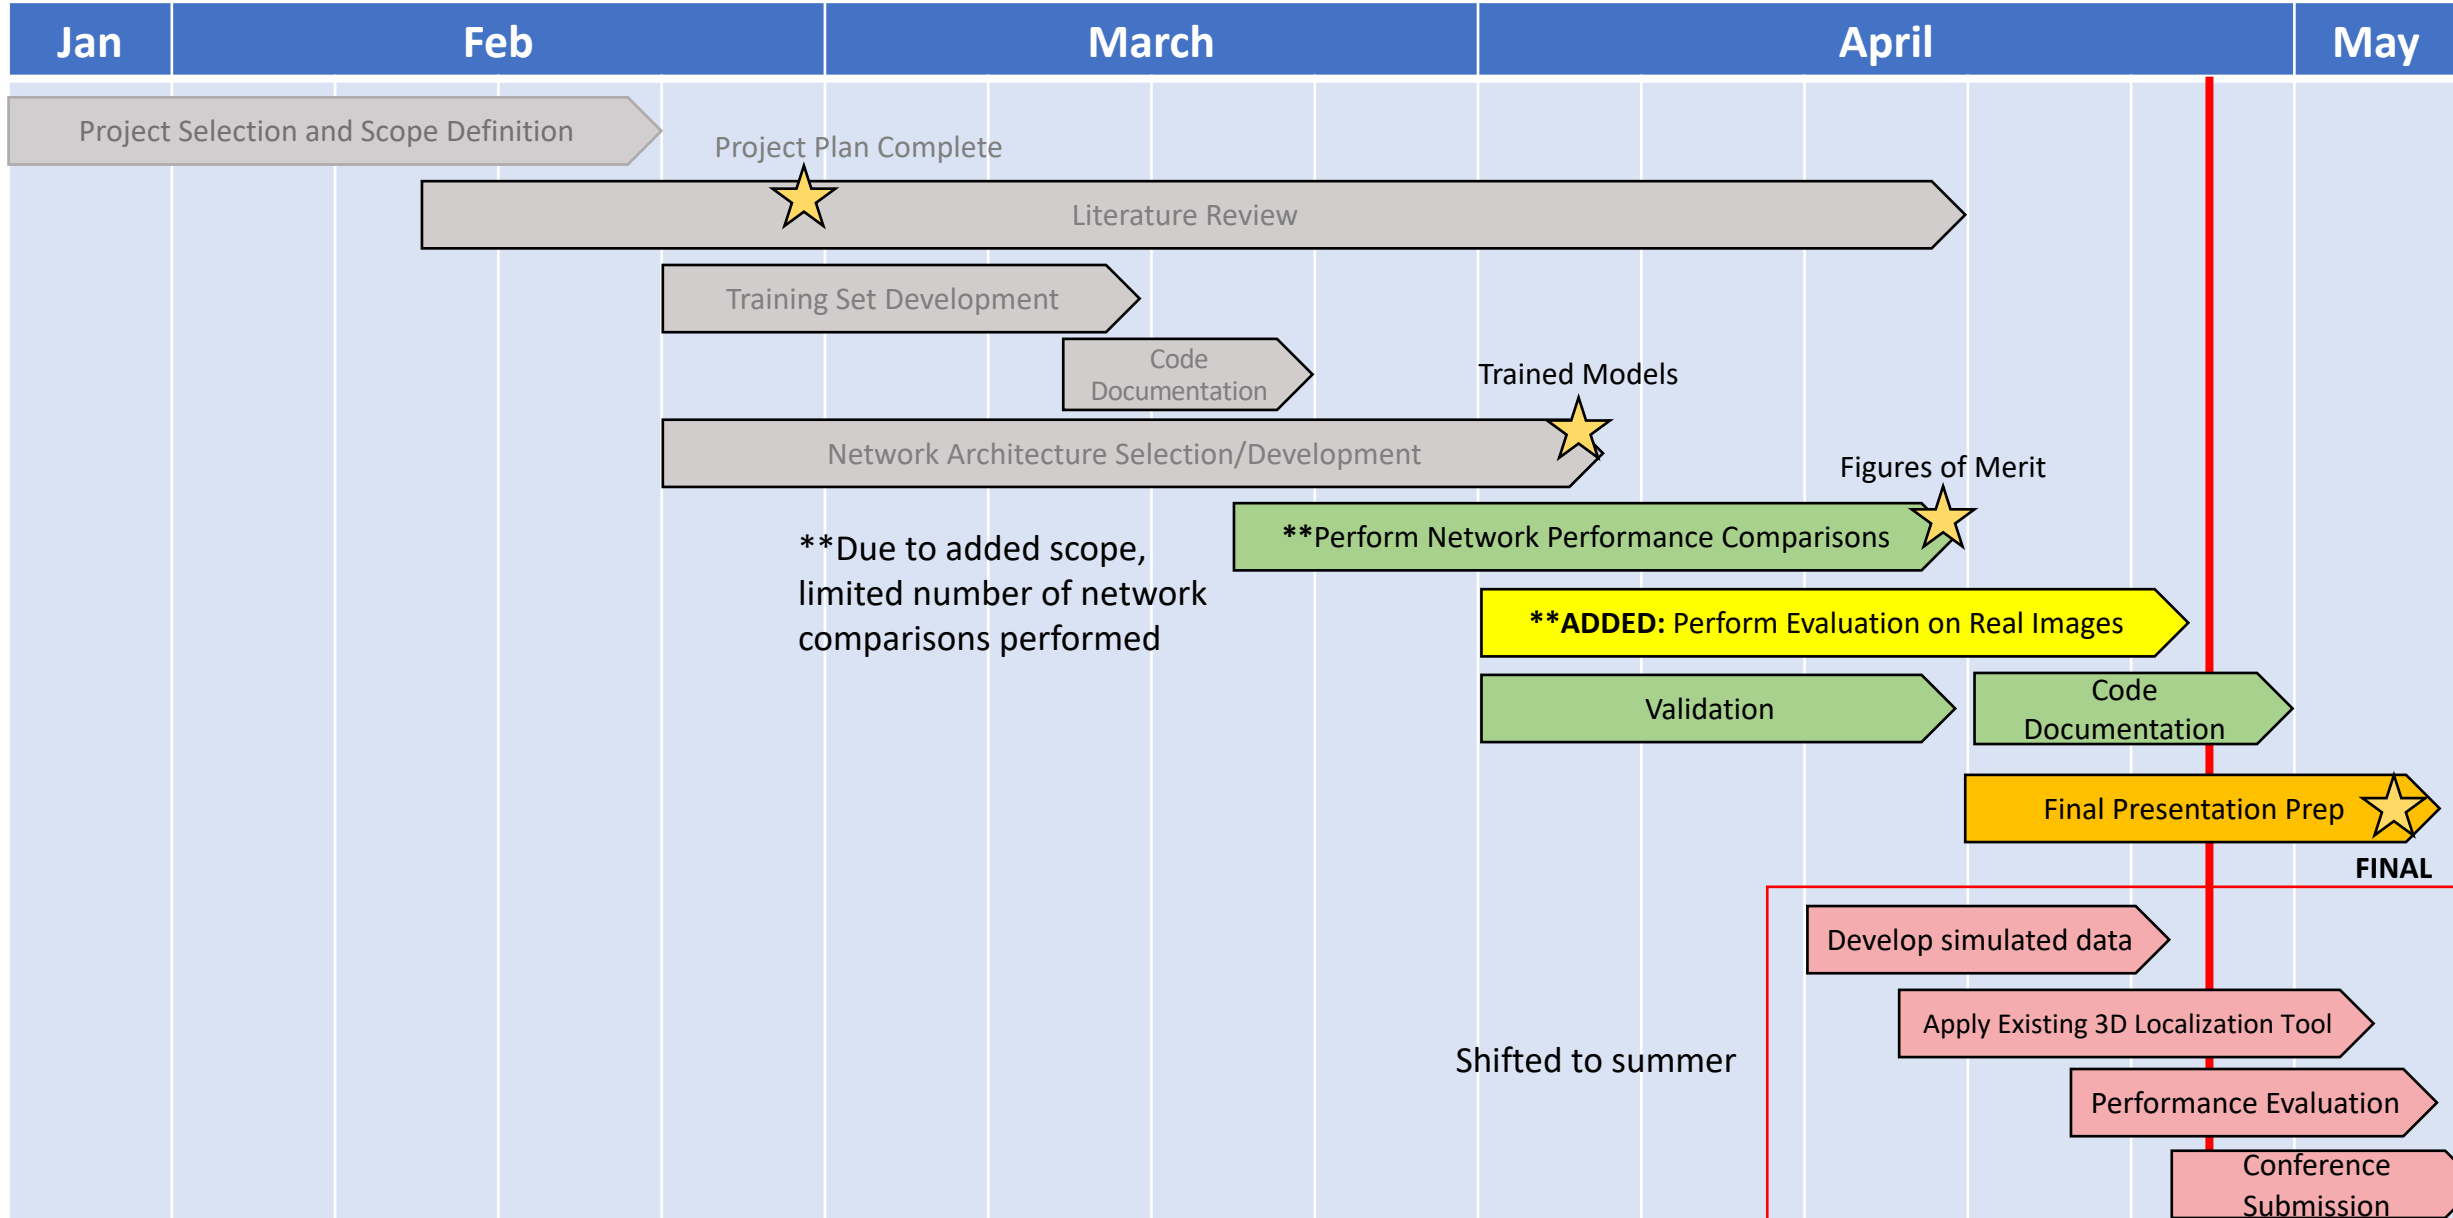 Jan Feb March April May
Project Selection and Scope Definition
Project Plan Complete
Literature Review
Training Set Development
Code
Documentation
Trained Models
Network Architecture Selection/Development
Figures of Merit
**Perform Network Performance Comparisons
**Due to added scope,
limited number of network
comparisons performed
**ADDED: Perform Evaluation on Real Images
Validation
Code
Documentation
Final Presentation Prep
FINAL
Develop simulated data
Apply Existing 3D Localization Tool
Shifted to summer
Performance Evaluation
Conference
Submission